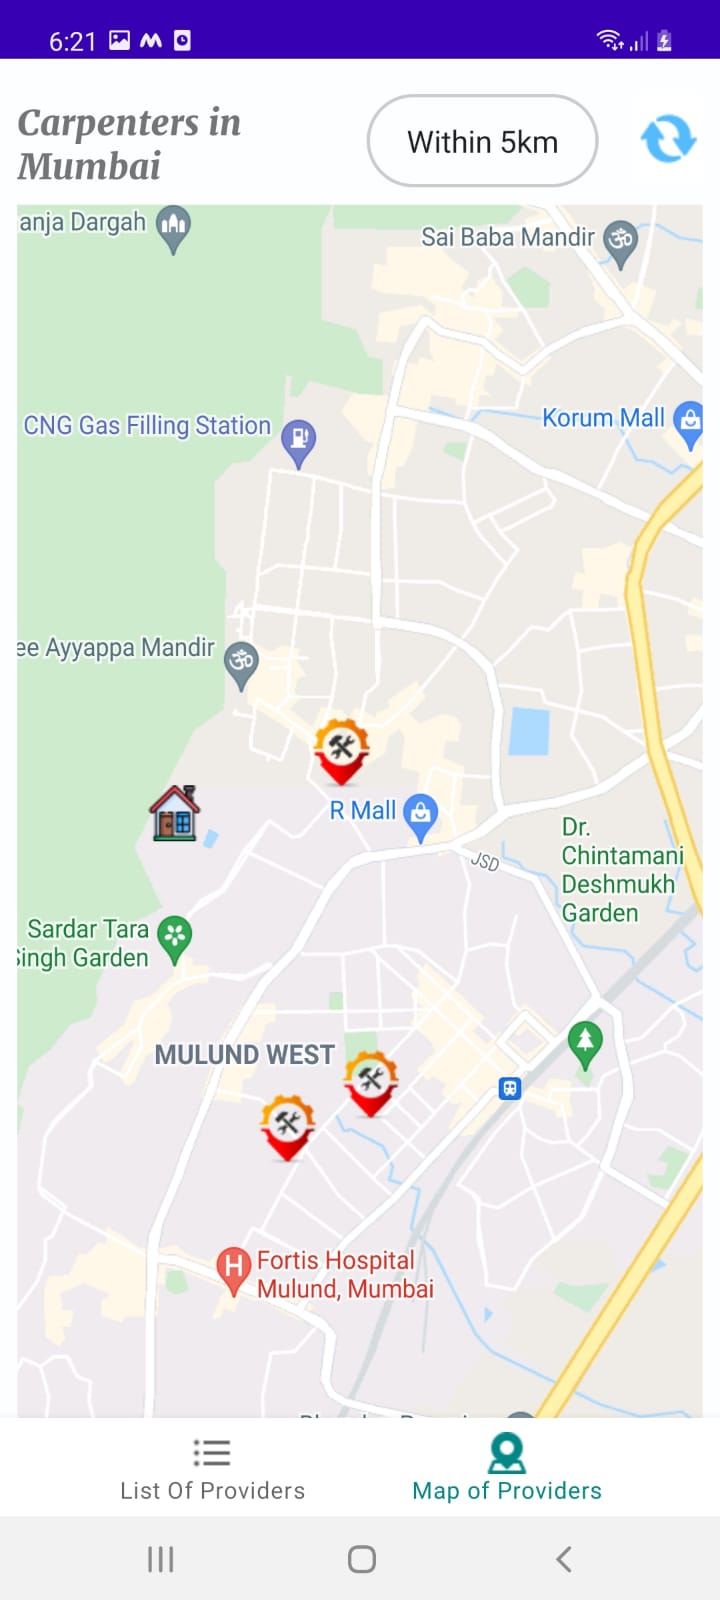 6:21
Carpenters in
Mumbai
Within 5km
anja Dargah
Sai Baba Mandir
CNG Gas Filling Station
Korum Mall
ee Ayyappa Mandir
R Mall
JSD
Dr.
Chintamani
Deshmukh
Garden
Sardar Tara
Singh Garden
MULUND WEST
H
Fortis Hospital
Mulund, Mumbai
List Of Providers
Map of Providers